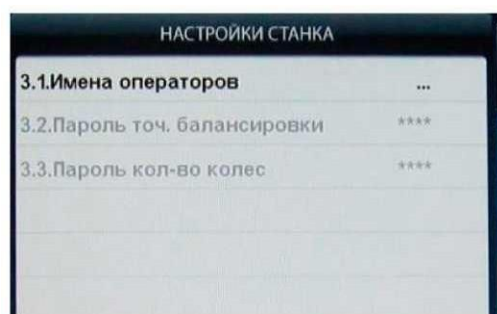 НАСТРОЙКИ СТАНКА
3.1.Имена операторов ...
3.2.Пароль точ. балансировки ****
3.3.Пароль кол-во колес ****